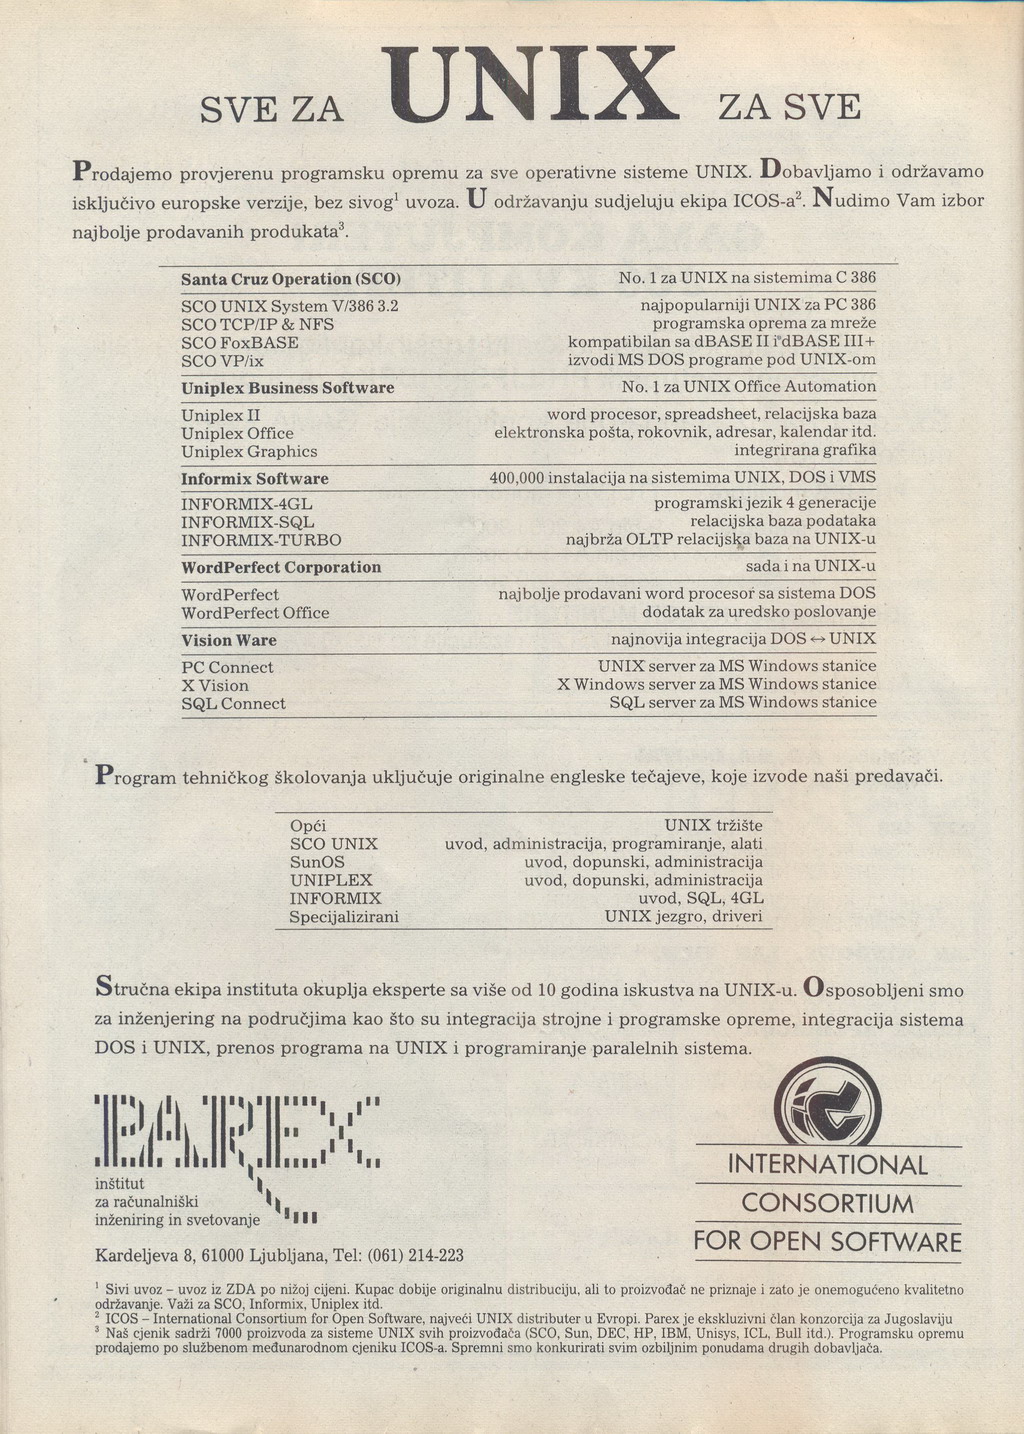 SVE ZA UNIX ZA SVE
Prodajemo provjerenu programsku opremu za sve operativne sisteme UNIX. Dobavljamo i održavamo
isključivo europske verzije, bez sivog¹ uvoza. U održavanju sudjeluju ekipa ICOS-a². Nudimo Vam izbor
najbolje prodavanih produkata³.
Santa Cruz Operation (SCO) No. 1 za UNIX na sistemima C 386
SCO UNIX System V/386 3.2 najpopularniji UNIX za PC 386
SCO TCP/IP & NFS programska oprema za mreže
SCO FoxBASE kompatibilan sa dBASE II i dBASE III+
SCO VP/ix izvodi MS DOS programe pod UNIX-om
Uniplex Business Software No. 1 za UNIX Office Automation
Uniplex II word procesor, spreadsheet, relacijska baza
Uniplex Office elektronska pošta, rokovnik, adresar, kalendar itd.
Uniplex Graphics integrirana grafika
Informix Software 400,000 instalacija na sistemima UNIX, DOS i VMS
INFORMIX-4GL programski jezik 4 generacije
INFORMIX-SQL relacijska baza podataka
INFORMIX-TURBO najbrža OLTP relacijska baza na UNIX-u
WordPerfect Corporation sada i na UNIX-u
WordPerfect najbolje prodavani word procesor sa sistema DOS
WordPerfect Office dodatak za uredsko poslovanje
Vision Ware najnovija integracija DOS ↔ UNIX
PC Connect UNIX server za MS Windows stanice
X Vision X Windows server za MS Windows stanice
SQL Connect SQL server za MS Windows stanice
Program tehničkog školovanja uključuje originalne engleske tečajeve, koje izvode naši predavači.
Opći UNIX tržište
SCO UNIX uvod, administracija, programiranje, alati
SunOS uvod, dopunski, administracija
UNIPLEX uvod, dopunski, administracija
INFORMIX uvod, SQL, 4GL
Specijalizirani UNIX jezgro, driveri
Stručna ekipa instituta okuplja eksperte sa više od 10 godina iskustva na UNIX-u. Osposobljeni smo
za inženjering na područjima kao što su integracija strojne i programske opreme, integracija sistema
DOS i UNIX, prenos programa na UNIX i programiranje paralelnih sistema.
PAREX
inštitut
za računalniški
inženiring in svetovanje
Kardeljeva 8, 61000 Ljubljana, Tel: (061) 214-223
INTERNATIONAL
CONSORTIUM
FOR OPEN SOFTWARE
¹ Sivi uvoz – uvoz iz ZDA po nižoj cijeni. Kupac dobije originalnu distribuciju, ali to proizvođač ne priznaje i zato je onemogućeno kvalitetno
održavanje. Važi za SCO, Informix, Uniplex itd.
² ICOS – International Consortium for Open Software, najveći UNIX distributer u Evropi. Parex je ekskluzivni član konzorcija za Jugoslaviju
³ Naš cjenik sadrži 7000 proizvoda za sisteme UNIX svih proizvođača (SCO, Sun, DEC, HP, IBM, Unisys, ICL, Bull itd.). Programsku opremu
prodajemo po službenom međunarodnom cjeniku ICOS-a. Spremni smo konkurirati svim ozbiljnim ponudama drugih dobavljača.